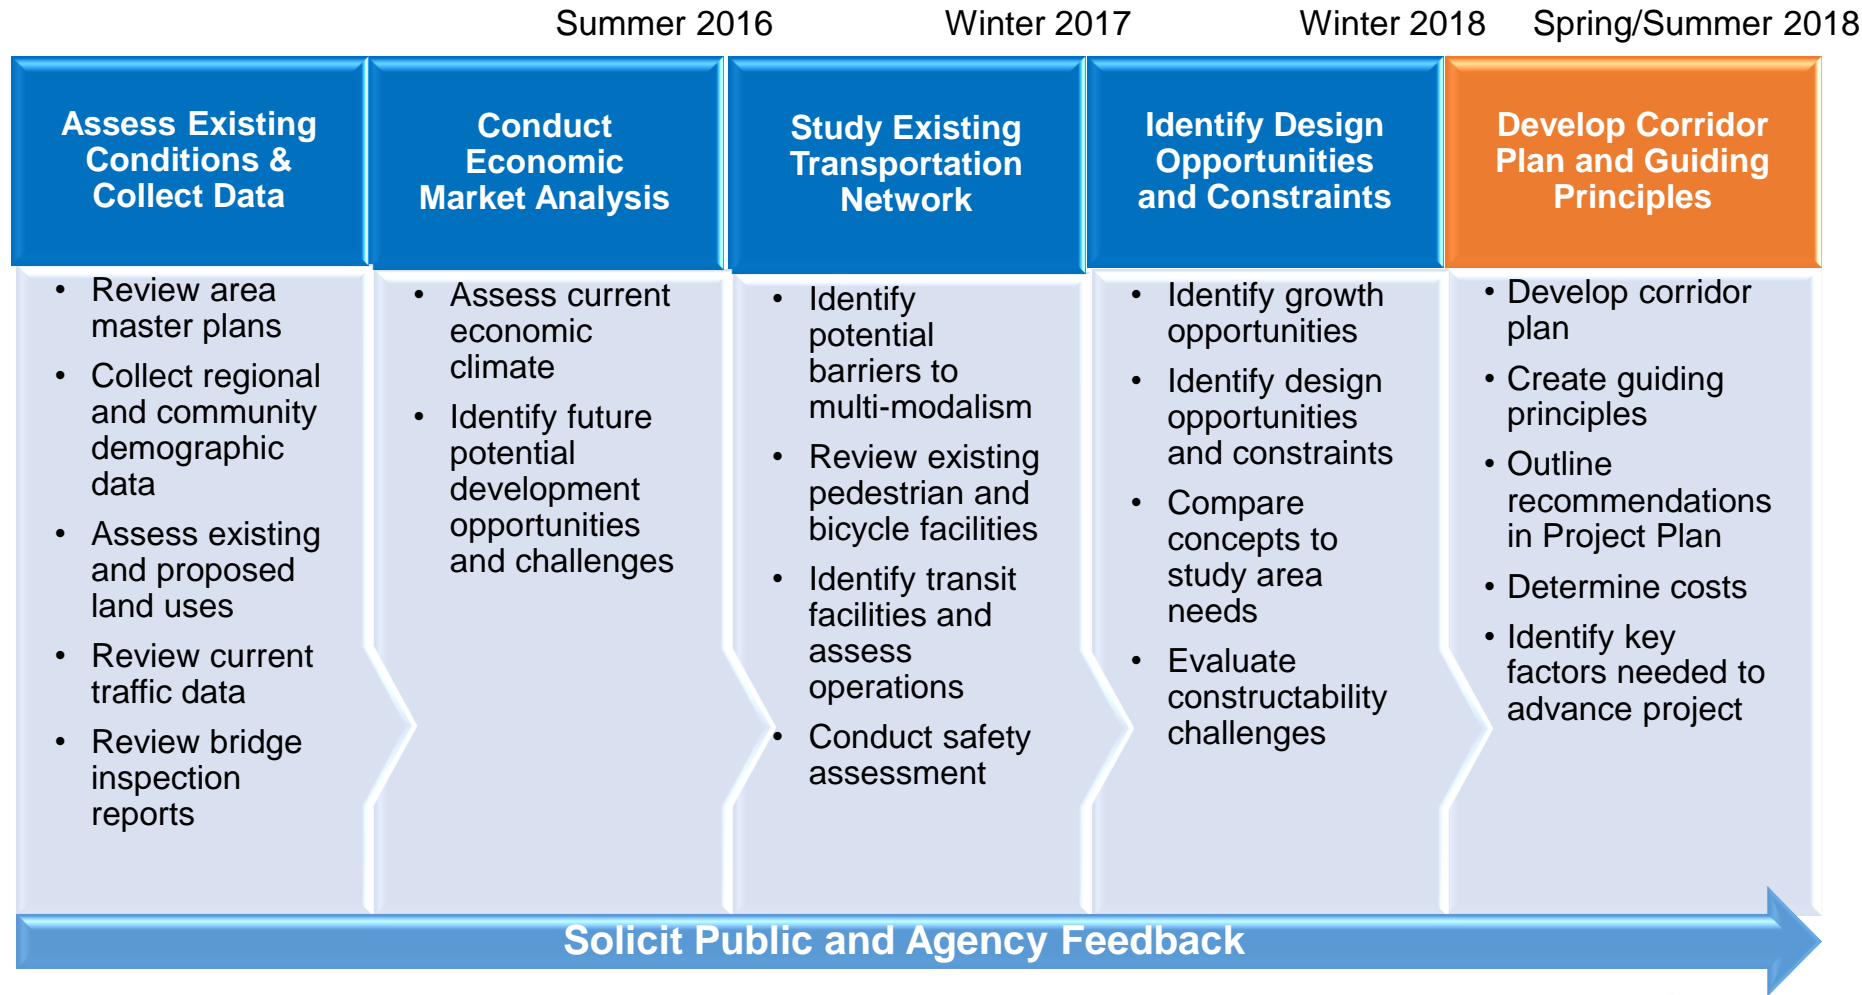 Summer 2016
Winter 2017
Winter 2018
Spring/Summer 2018
Assess Existing
Conditions &
Collect Data
• Review area
master plans
• Collect regional
and community
demographic
data
• Assess existing
and proposed
land uses
• Review current
traffic data
• Review bridge
inspection
reports
Conduct
Economic
Market Analysis
• Assess current
economic
climate
• Identify future
potential
development
opportunities
and challenges
Study Existing
Transportation
Network
• Identify
potential
barriers to
multi-modalism
• Review existing
pedestrian and
bicycle facilities
• Identify transit
facilities and
assess
operations
• Conduct safety
assessment
Identify Design
Opportunities
and Constraints
• Identify growth
opportunities
• Identify design
opportunities
and constraints
• Compare
concepts to
study area
needs
• Evaluate
constructability
challenges
Develop Corridor
Plan and Guiding
Principles
• Develop corridor
plan
• Create guiding
principles
• Outline
recommendations
in Project Plan
• Determine costs
• Identify key
factors needed to
advance project
Solicit Public and Agency Feedback